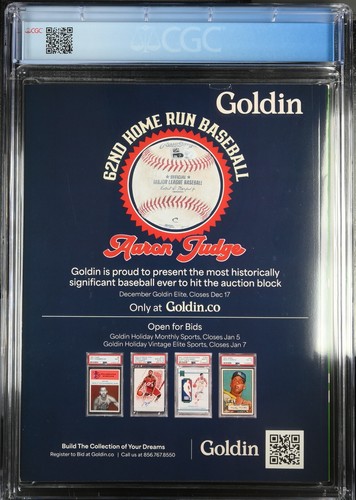 CGC
CGC
Goldin
62ND HOME RUN BASEBALL
OFFICIAL
MAJOR LEAGUE BASEBALL
Aaron Judge
Goldin is proud to present the most historically
significant baseball ever to hit the auction block
December Goldin Elite, Closes Dec 17
Only at Goldin.co
Open for Bids
Goldin Holiday Monthly Sports, Closes Jan 5
Goldin Holiday Vintage Elite Sports, Closes Jan 7
Build The Collection of Your Dreams
Register to Bid at Goldin.co | Call us at 856.767.8550
Goldin